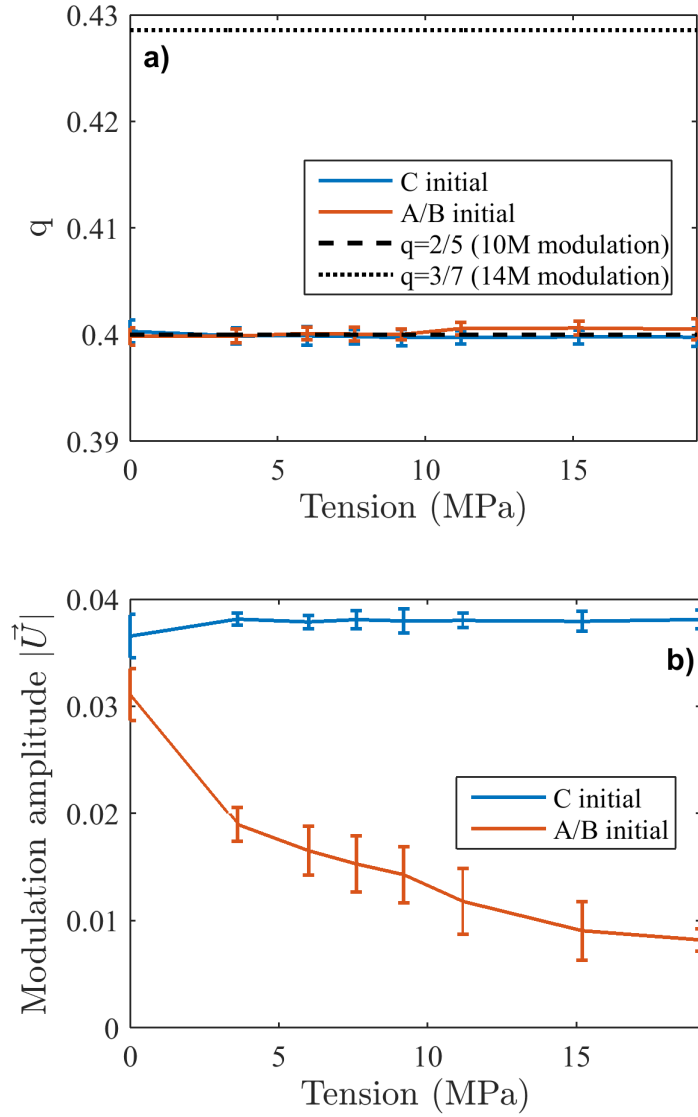 0.43
a)
0.42
C initial
A/B initial
q=2/5 (10M modulation)
q=3/7 (14M modulation)
q
0.41
0.4
0.39
0 5 10 15
Tension (MPa)
0.04
b)
0.03
Modulation amplitude |$\vec{U}$|
C initial
A/B initial
0.02
0.01
0
0 5 10 15
Tension (MPa)